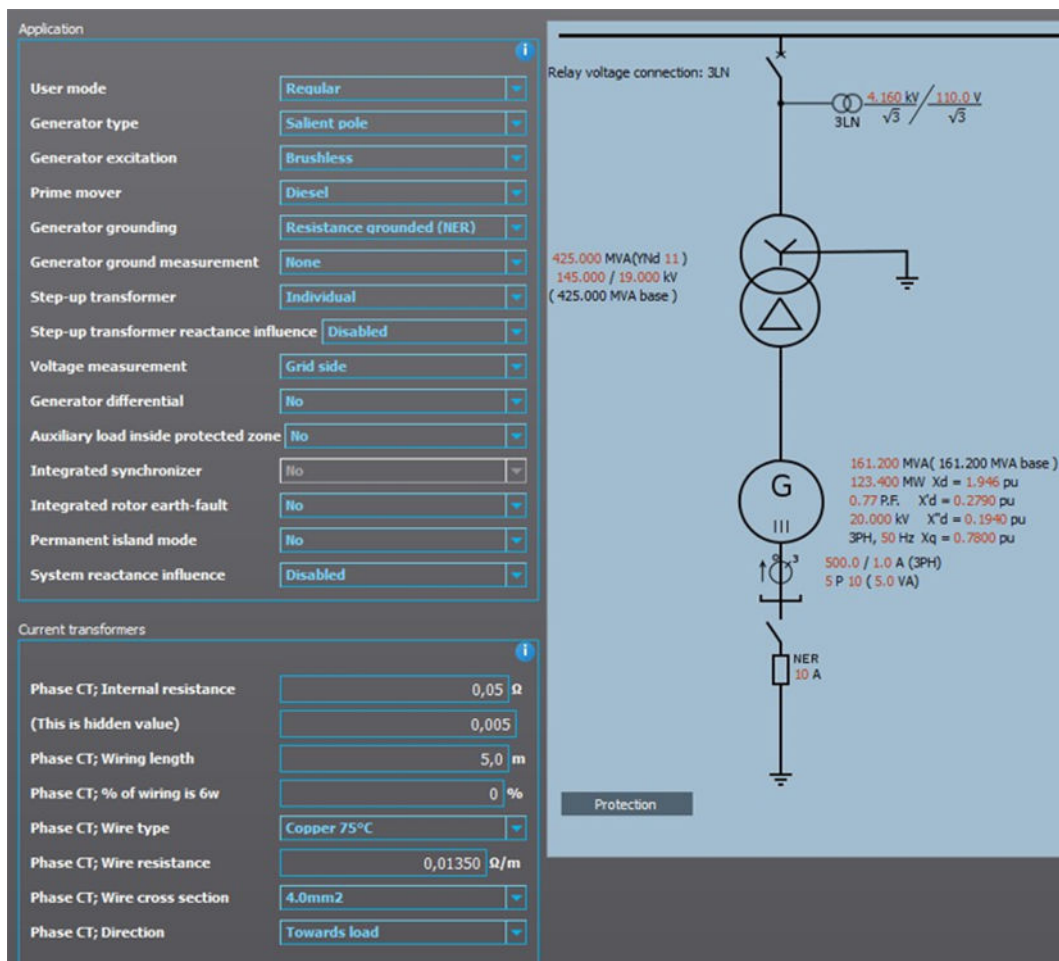 Application
i
User mode Regular
Generator type Salient pole
Generator excitation Brushless
Prime mover Diesel
Generator grounding Resistance grounded (NER)
Generator ground measurement None
Step-up transformer Individual
Step-up transformer reactance influence Disabled
Voltage measurement Grid side
Generator differential No
Auxiliary load inside protected zone No
Integrated synchronizer No
Integrated rotor earth-fault No
Permanent island mode No
System reactance influence Disabled
Current transformers
i
Phase CT; Internal resistance 0,05 Ω
(This is hidden value) 0,005
Phase CT; Wiring length 5,0 m
Phase CT; % of wiring is 6w 0 %
Phase CT; Wire type Copper 75°C
Phase CT; Wire resistance 0,01350 Ω/m
Phase CT; Wire cross section 4.0mm2
Phase CT; Direction Towards load
Relay voltage connection: 3LN
4.160 kV / 110.0 V
3LN √3 √3
425.000 MVA(YNd 11 )
145.000 / 19.000 kV
( 425.000 MVA base )
G
161.200 MVA( 161.200 MVA base)
123.400 MW Xd = 1.946 pu
0.77 P.F. X'd = 0.2790 pu
20.000 kV X"d = 0.1940 pu
3PH, 50 Hz Xq = 0.7800 pu
3
500.0 / 1.0 A (3PH)
5 P 10 ( 5.0 VA)
NER
10 A
Protection